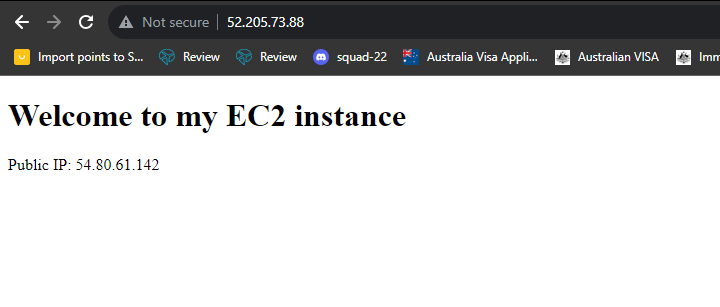 Not secure 52.205.73.88
Import points to S... Review Review squad-22 Australia Visa Appli... Australian VISA Imm
Welcome to my EC2 instance
Public IP: 54.80.61.142